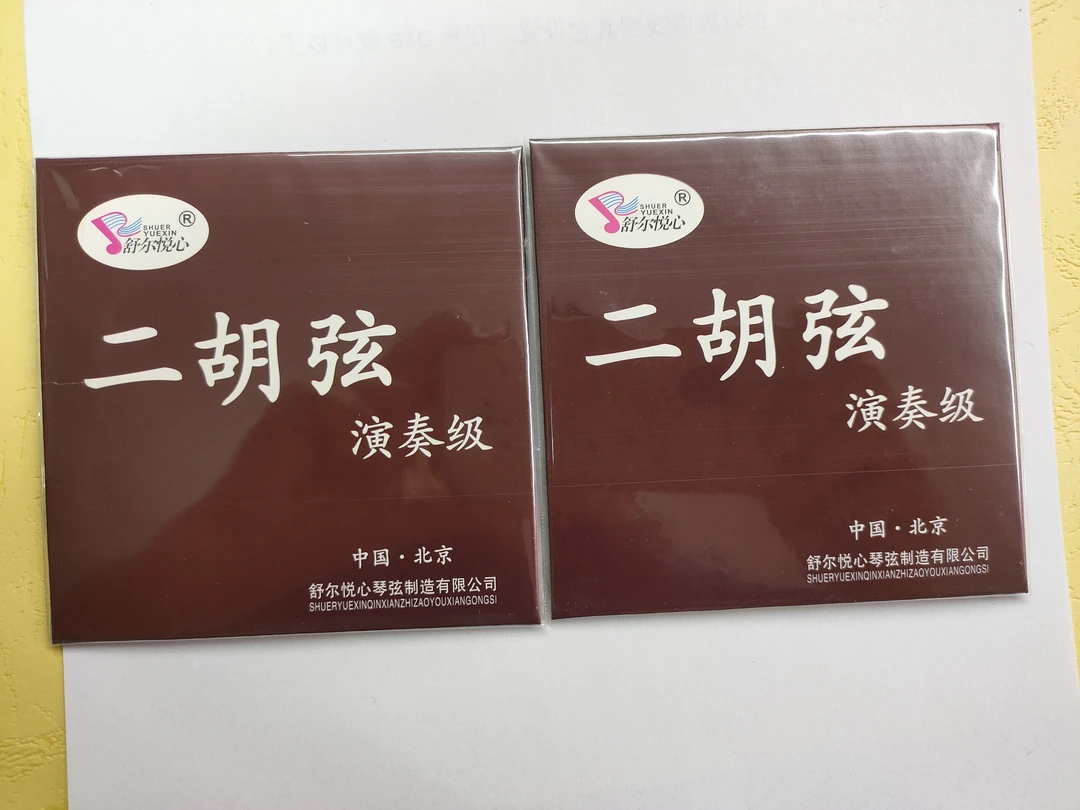 SHUER
YUEXIN
®
舒尔悦心
二胡弦
演奏级
中国·北京
舒尔悦心琴弦制造有限公司
SHUERYUEXINQINXIANZHIZAOYOUXIANGONGSI
SHUER
YUEXIN
®
舒尔悦心
二胡弦
演奏级
中国·北京
舒尔悦心琴弦制造有限公司
SHUERYUEXINQINXIANZHIZAOYOUXIANGONGSI